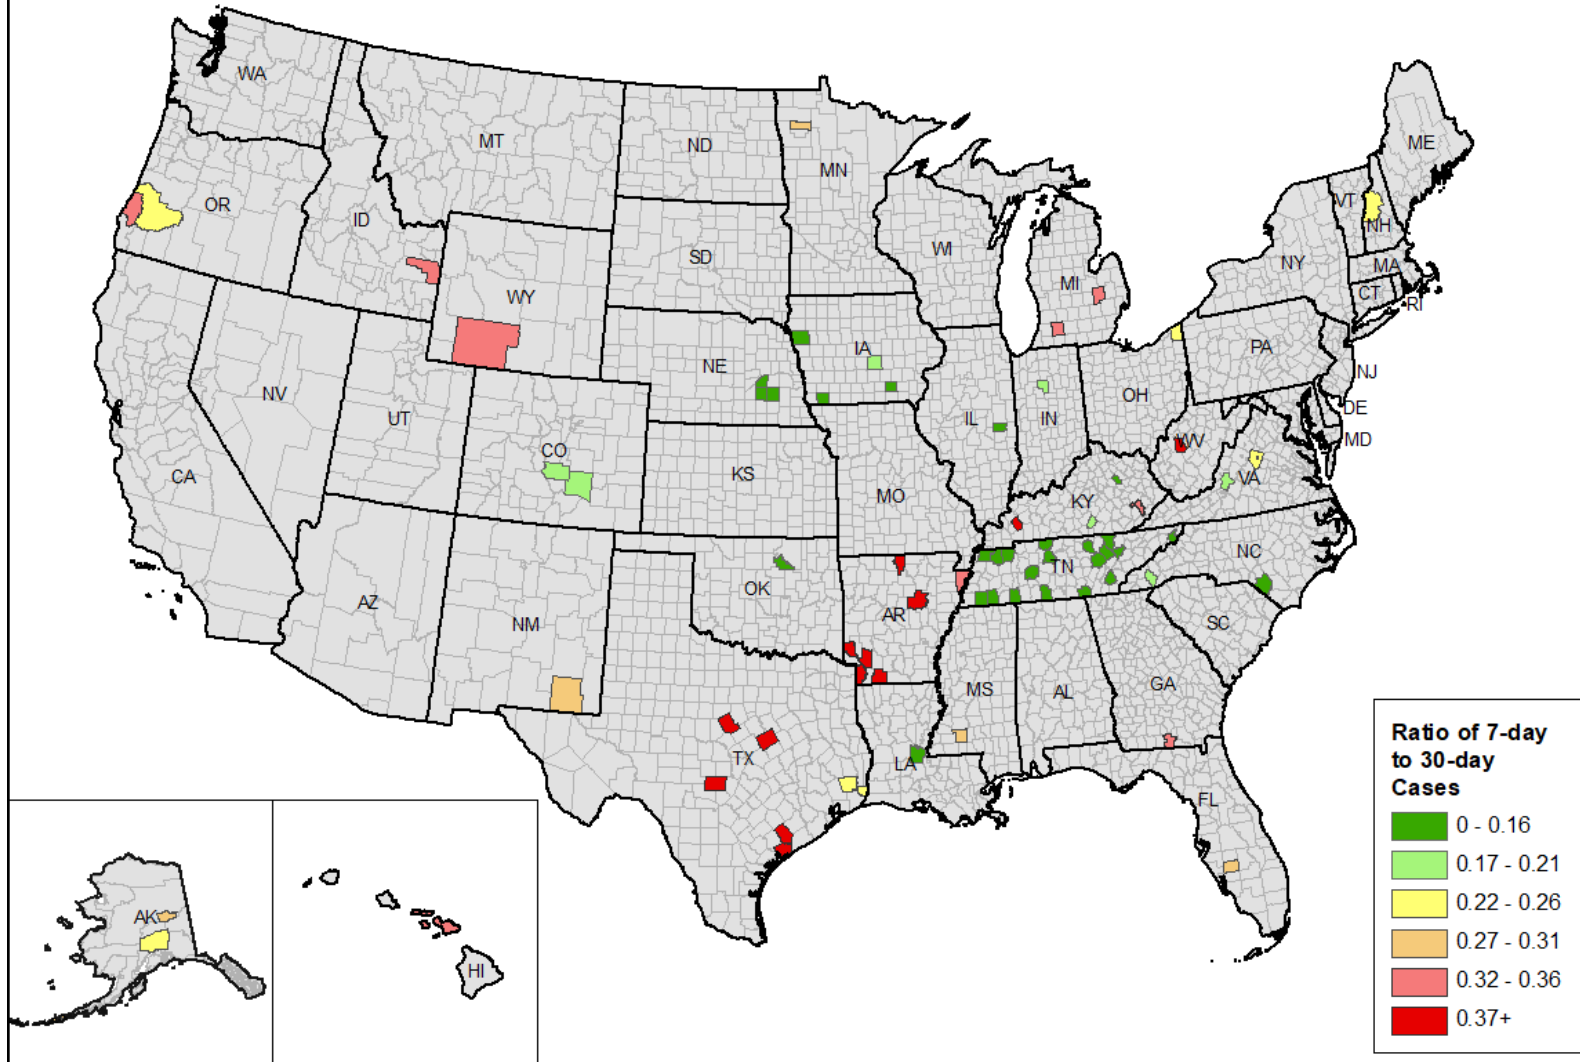 WA
MT
ND
MN
ME
OR
ID
VT
NH
WI
SD
NY
MA
MI
WY
CT
RI
IA
PA
NE
NJ
NV
UT
OH
IL
IN
DE
CO
WV
MD
CA
KS
VA
MO
KY
NC
TN
OK
AZ
AR
NM
SC
MS
AL
GA
TX
LA
FL
AK
HI
Ratio of 7-day
to 30-day
Cases
0 - 0.16
0.17 - 0.21
0.22 - 0.26
0.27 - 0.31
0.32 - 0.36
0.37+